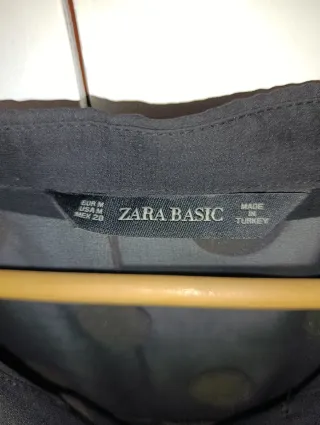 EUR M
USA M
MEX 28
ZARA BASIC
MADE
IN
TURKEY